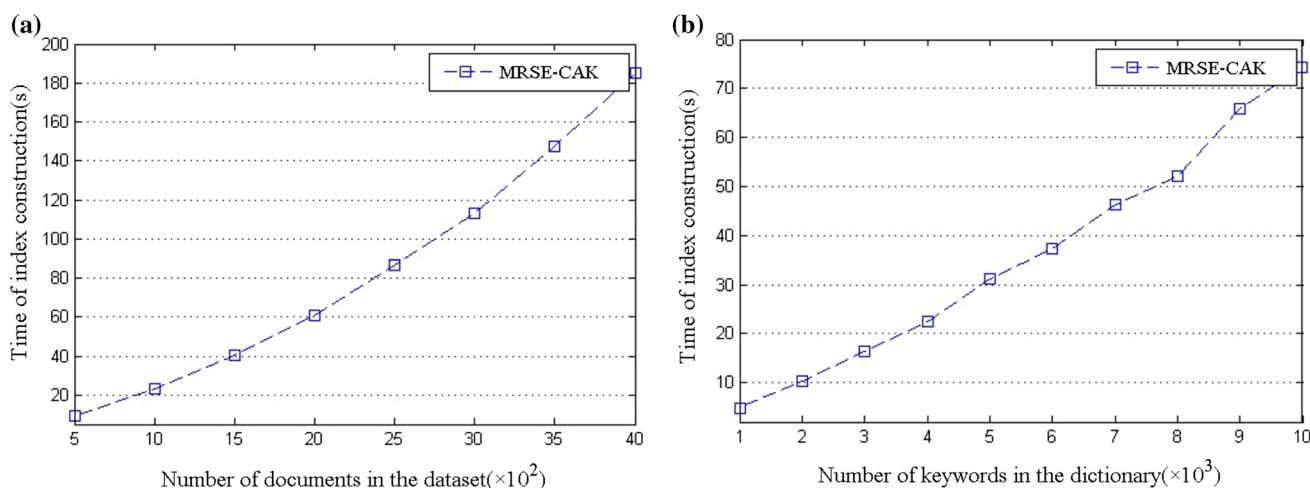 (a)
200
180
160
140
120
100
80
60
40
20
5 10 15 20 25 30 35 40
MRSE-CAK
Time of index construction(s)
Number of documents in the dataset(×10²)
(b)
80
70
60
50
40
30
20
10
1 2 3 4 5 6 7 8 9 10
MRSE-CAK
Time of index construction(s)
Number of keywords in the dictionary(×10³)